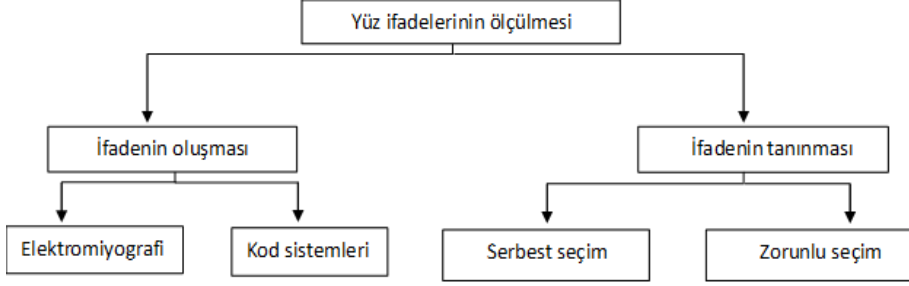 Yüz ifadelerinin ölçülmesi
İfadenin oluşması
İfadenin tanınması
Elektromiyografi
Kod sistemleri
Serbest seçim
Zorunlu seçim